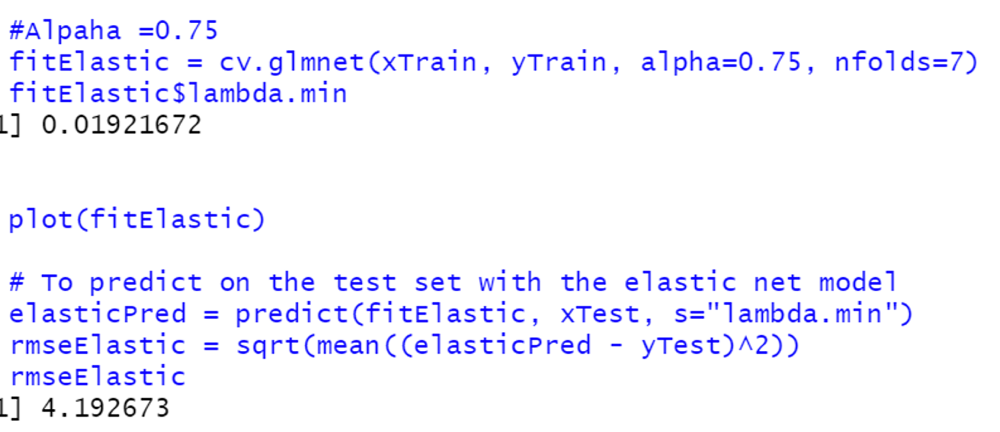 #Alpaha =0.75
fitElastic = cv.glmnet(xTrain, yTrain, alpha=0.75, nfolds=7)
fitElastic$lambda.min
1] 0.01921672
plot(fitElastic)
# To predict on the test set with the elastic net model
elasticPred = predict(fitElastic, xTest, s="lambda.min")
rmseElastic = sqrt(mean((elasticPred - yTest)^2))
rmseElastic
1] 4.192673